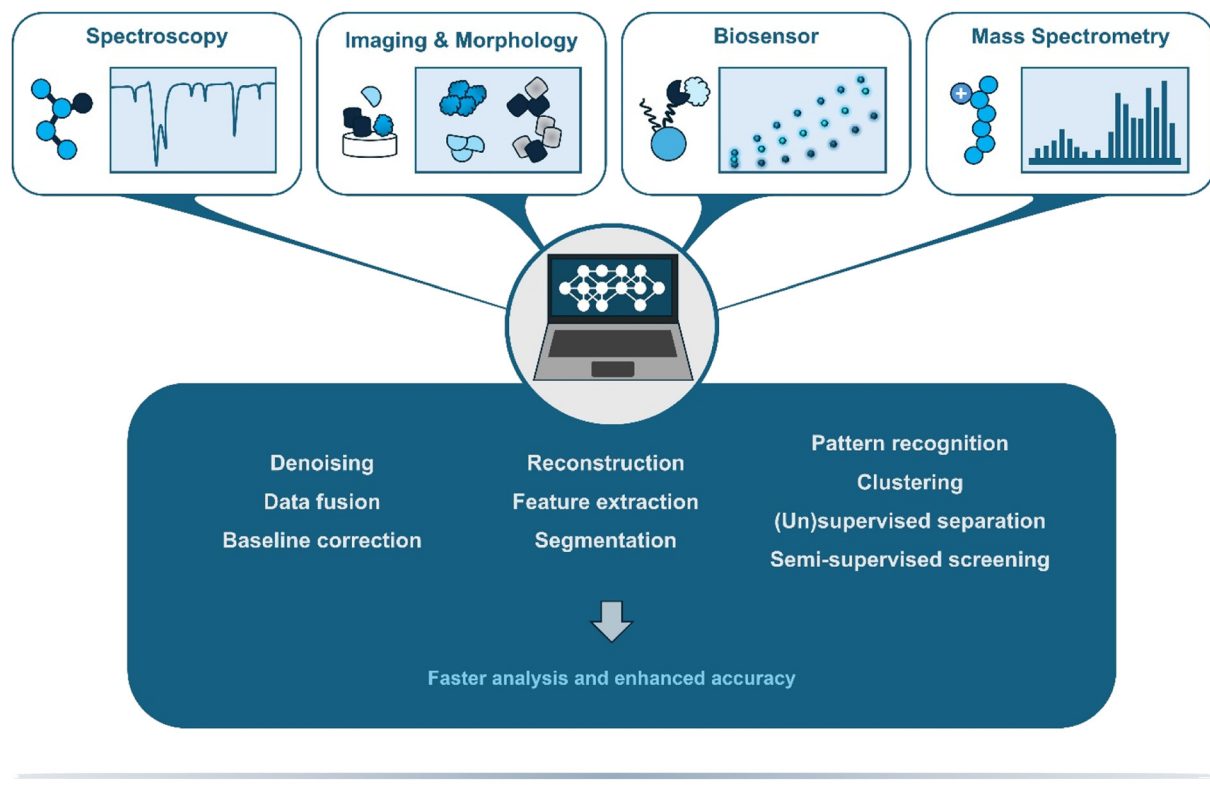 Spectroscopy
Imaging & Morphology
Biosensor
Mass Spectrometry
+
Denoising
Data fusion
Baseline correction
Reconstruction
Feature extraction
Segmentation
Pattern recognition
Clustering
(Un)supervised separation
Semi-supervised screening
Faster analysis and enhanced accuracy